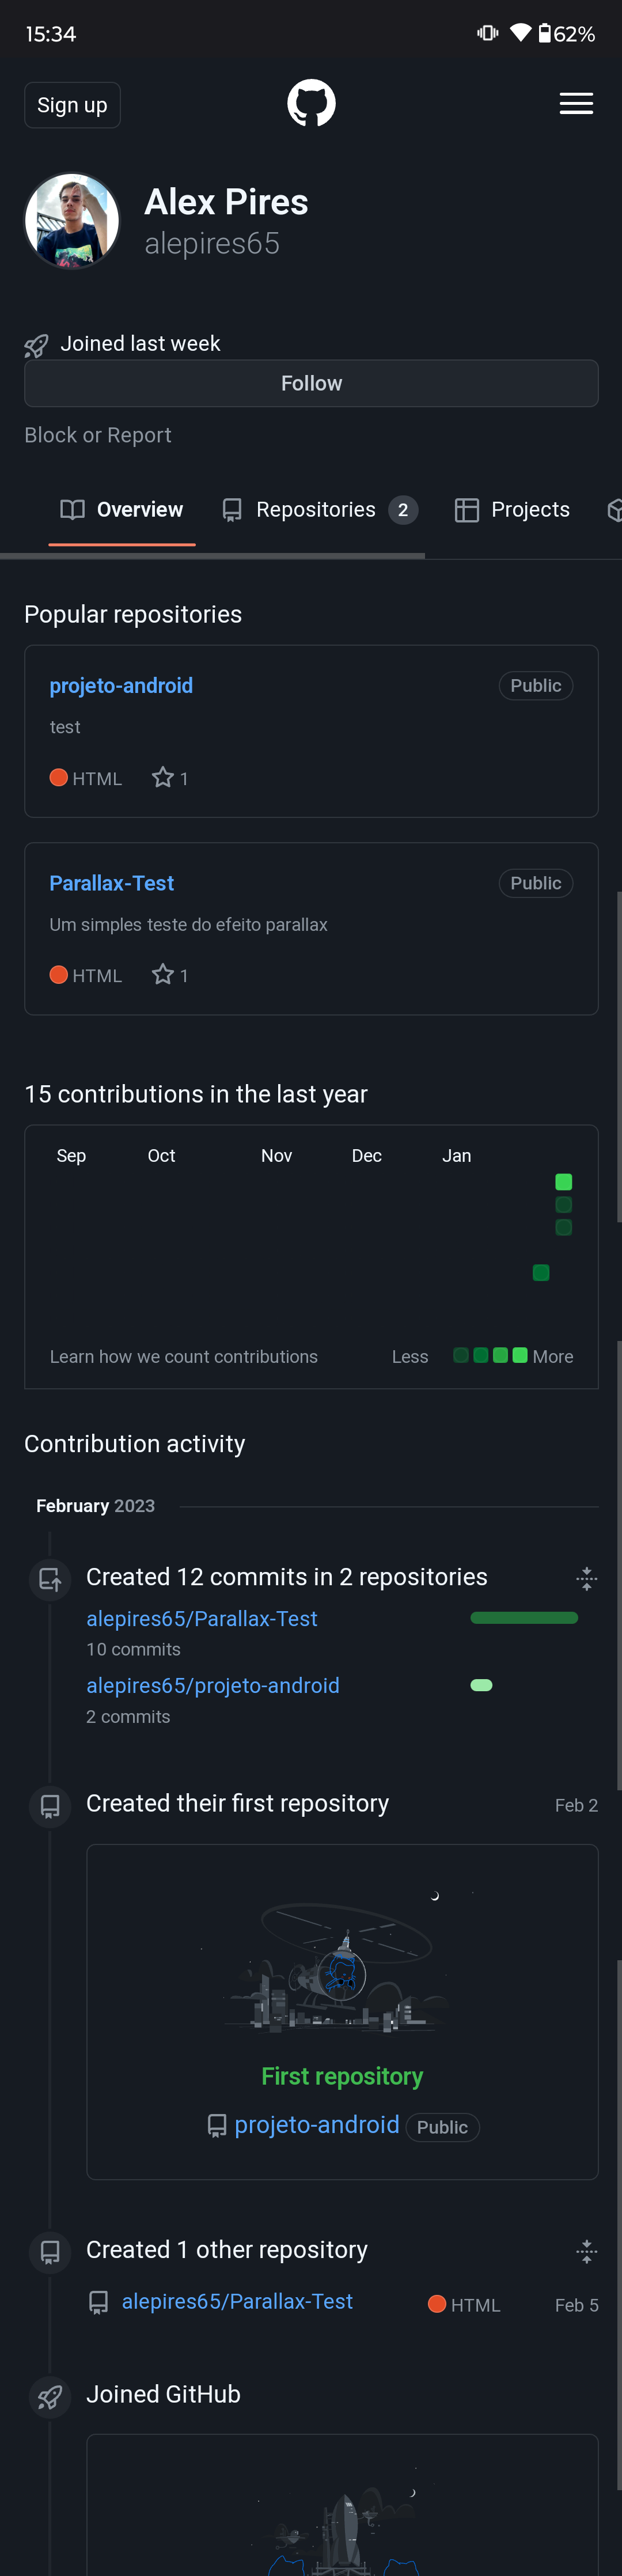 15:34
62%
Sign up
Alex Pires
alepires65
Joined last week
Follow
Block or Report
Overview Repositories 2 Projects
Popular repositories
projeto-android Public
test
HTML 1
Parallax-Test Public
Um simples teste do efeito parallax
HTML 1
15 contributions in the last year
Sep Oct Nov Dec Jan
Learn how we count contributions Less More
Contribution activity
February 2023
Created 12 commits in 2 repositories
alepires65/Parallax-Test
10 commits
alepires65/projeto-android
2 commits
Created their first repository Feb 2
First repository
projeto-android Public
Created 1 other repository
alepires65/Parallax-Test HTML Feb 5
Joined GitHub